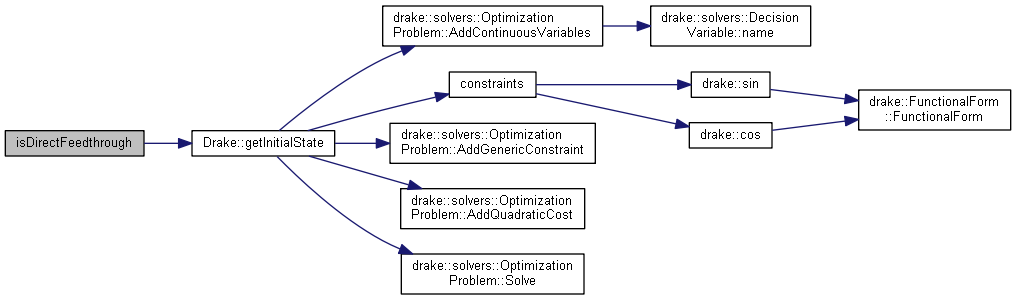 isDirectFeedthrough
Drake::getInitialState
drake::solvers::Optimization
Problem::AddContinuousVariables
drake::solvers::Decision
Variable::name
constraints
drake::sin
drake::cos
drake::FunctionalForm
::FunctionalForm
drake::solvers::Optimization
Problem::AddGenericConstraint
drake::solvers::Optimization
Problem::AddQuadraticCost
drake::solvers::Optimization
Problem::Solve